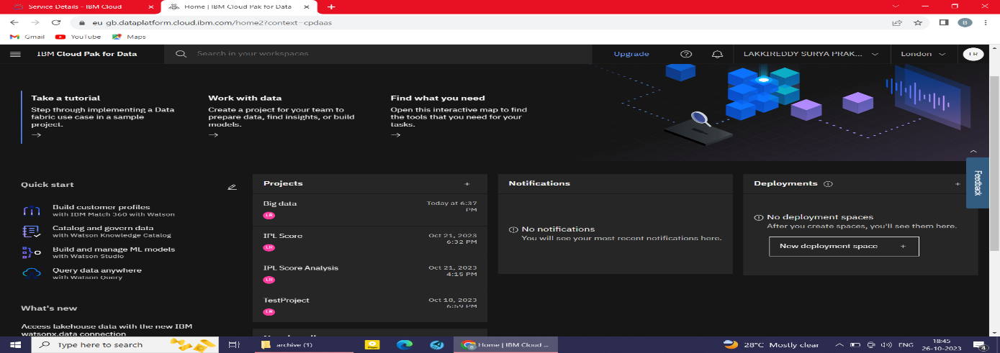 Service Details - IBM Cloud
Home | IBM Cloud Pak for Data
eu-gb.dataplatform.cloud.ibm.com/home2?context=cpdaas
B
Gmail
YouTube
Maps
IBM Cloud Pak for Data
Search in your workspaces
Upgrade
LAKKIREDDY SURYA PRAK...
London
LR
Take a tutorial
Step through implementing a Data
fabric use case in a sample
project.
Work with data
Create a project for your team to
prepare data, find insights, or build
models.
Find what you need
Open this interactive map to find
the tools that you need for your
tasks.
Feedback
Quick start
Build customer profiles
with IBM Match 360 with Watson
Catalog and govern data
with Watson Knowledge Catalog
Build and manage ML models
with Watson Studio
Query data anywhere
with Watson Query
What's new
Access lakehouse data with the new IBM
watsonx.data connection
Projects
Big data
Today at 6:37
PM
LR
IPL Score
Oct 21, 2023
6:32 PM
LR
IPL Score Analysis
Oct 21, 2023
4:15 PM
LR
TestProject
Oct 18, 2023
6:59 PM
LR
Notifications
No notifications
You will see your most recent notifications here.
Deployments
No deployment spaces
After you create spaces, you'll see them here.
New deployment space +
Type here to search
archive (1)
Home | IBM Cloud ...
28°C Mostly clear
ENG
18:45
26-10-2023
4